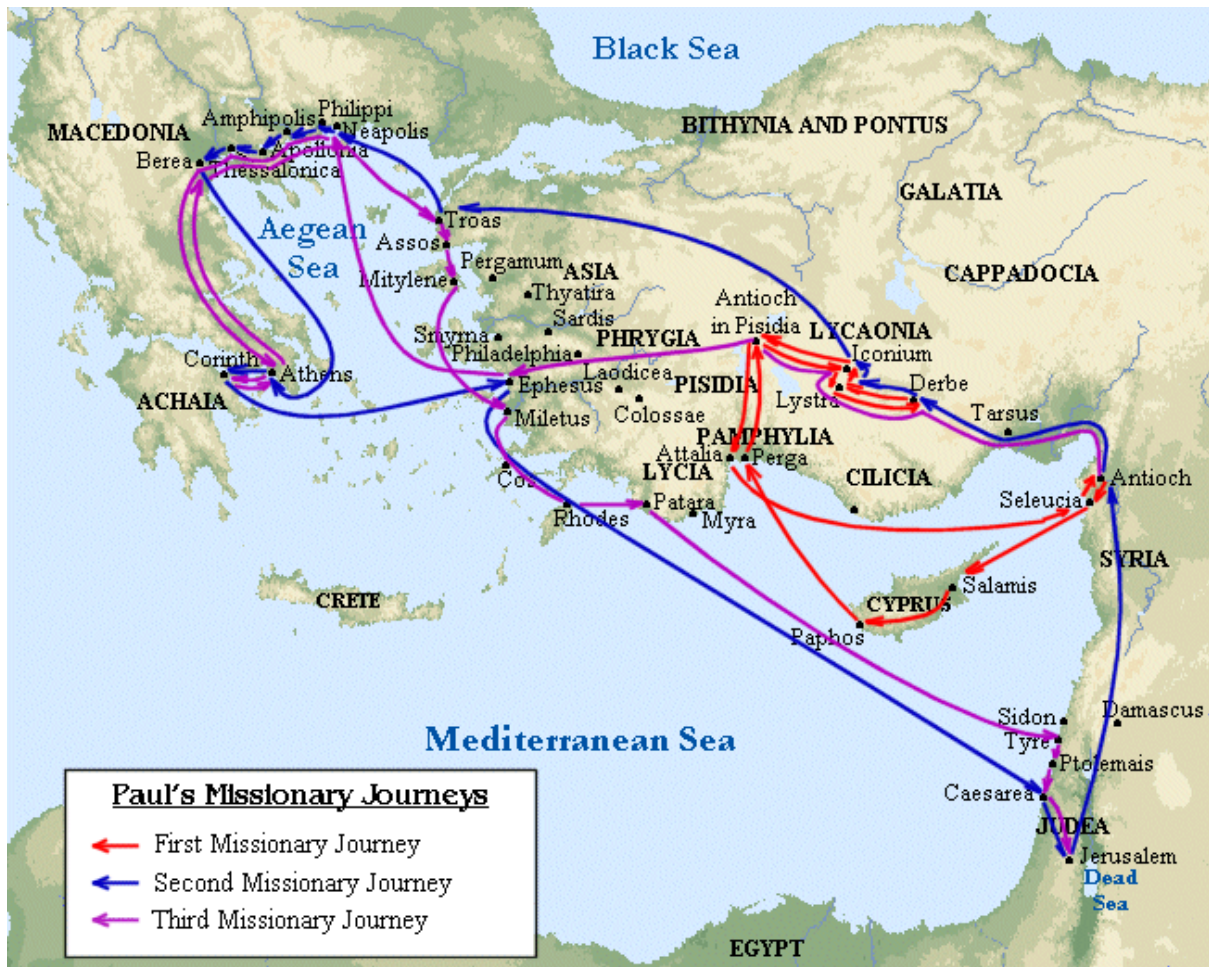 Black Sea
Philippi
Amphipolis
Neapolis
MACEDONIA
BITHYNIA AND PONTUS
Apollonia
Berea
Thessalonica
GALATIA
Troas
Aegean
Sea
Assos
Pergamum
ASIA
CAPPADOCIA
Mitylene
Thyatira
Antioch
in Pisidia
Sardis
LYCAONIA
Smyrna
PHRYGIA
Philadelphia
Iconium
Corinth
Athens
Laodicea
Ephesus
PISIDIA
Derbe
ACHAIA
Colossae
Lystra
Miletus
Tarsus
PAMPHYLIA
Attalia
Perga
LYCIA
Cos
CILICIA
Antioch
Patara
Seleucia
Rhodes
Myra
SYRIA
Salamis
CRETE
CYPRUS
Paphos
Sidon
Damascus
Mediterranean Sea
Tyre
Ptolemais
Caesarea
Paul's Missionary Journeys
JUDEA
First Missionary Journey
Jerusalem
Second Missionary Journey
Dead
Sea
Third Missionary Journey
EGYPT